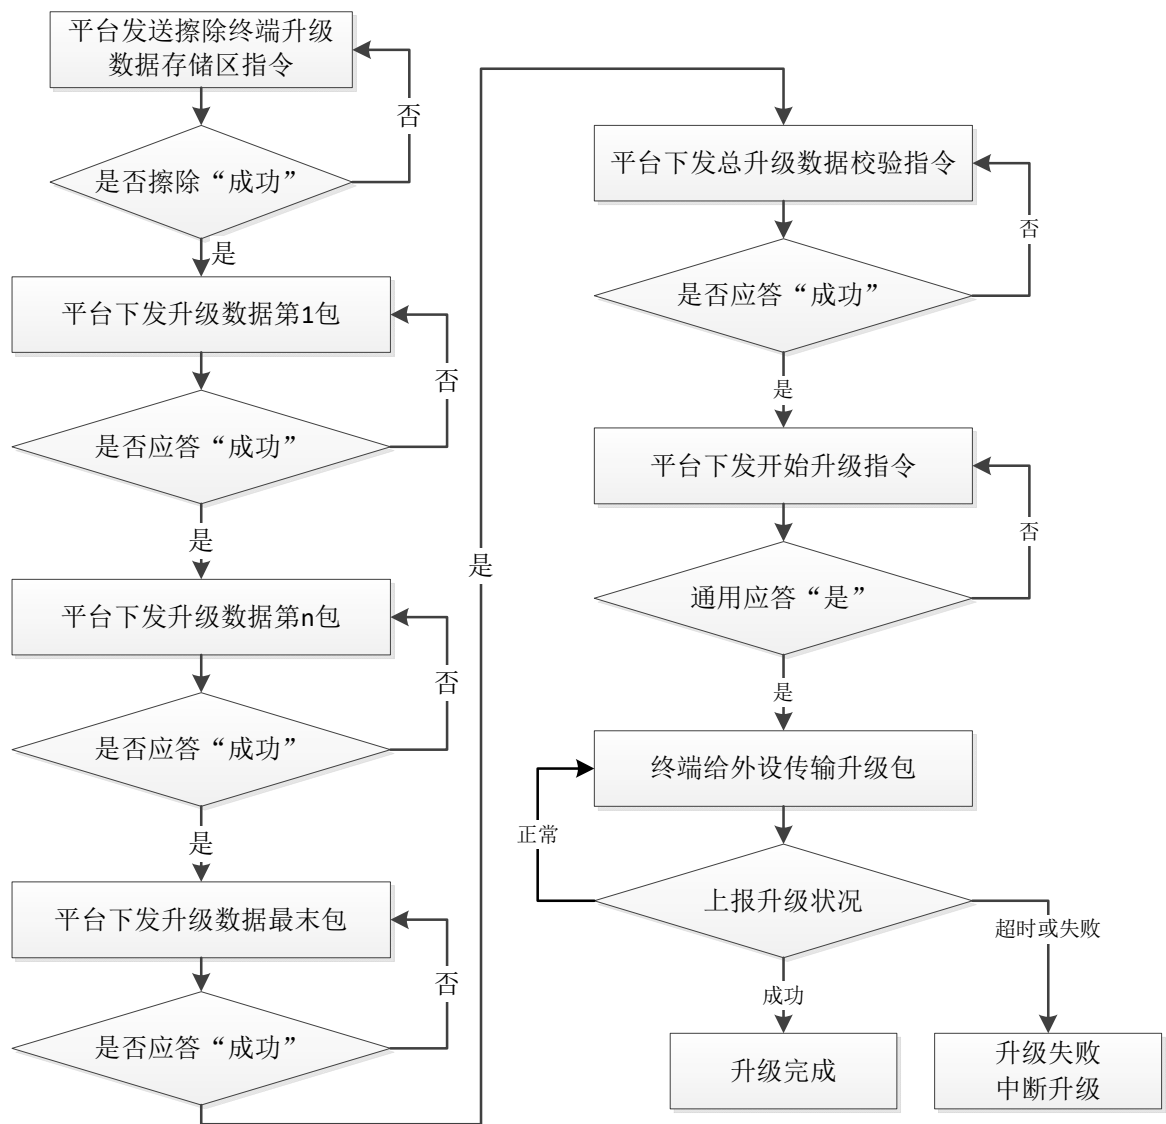 平台发送擦除终端升级
数据存储区指令
否
是否擦除“成功”
是
平台下发升级数据第1包
否
是否应答“成功”
是
平台下发升级数据第n包
否
是否应答“成功”
是
平台下发升级数据最末包
否
是否应答“成功”
是
平台下发总升级数据校验指令
否
是否应答“成功”
是
平台下发开始升级指令
否
通用应答“是”
是
终端给外设传输升级包
正常
上报升级状况
超时或失败
成功
升级完成
升级失败
中断升级